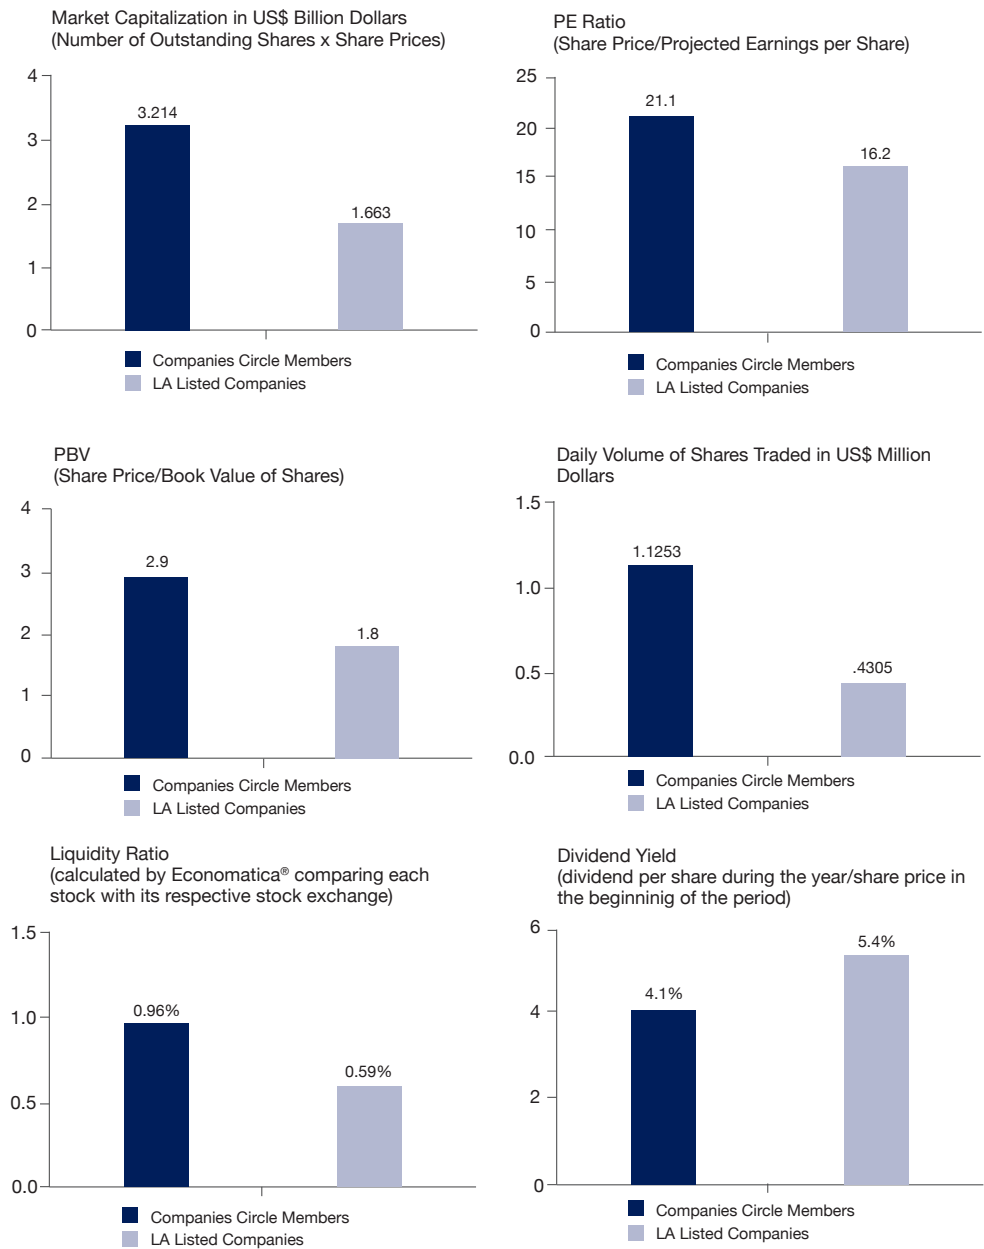 Market Capitalization in US$ Billion Dollars
(Number of Outstanding Shares x Share Prices)
4
3
2
1
0
3.214
1.663
Companies Circle Members
LA Listed Companies
PE Ratio
(Share Price/Projected Earnings per Share)
25
20
15
10
5
0
21.1
16.2
Companies Circle Members
LA Listed Companies
PBV
(Share Price/Book Value of Shares)
4
3
2
1
0
2.9
1.8
Companies Circle Members
LA Listed Companies
Daily Volume of Shares Traded in US$ Million
Dollars
1.5
1.0
0.5
0.0
1.1253
.4305
Companies Circle Members
LA Listed Companies
Liquidity Ratio
(calculated by Economatica® comparing each
stock with its respective stock exchange)
1.5
1.0
0.5
0.0
0.96%
0.59%
Companies Circle Members
LA Listed Companies
Dividend Yield
(dividend per share during the year/share price in
the beginninig of the period)
6
4
2
0
4.1%
5.4%
Companies Circle Members
LA Listed Companies